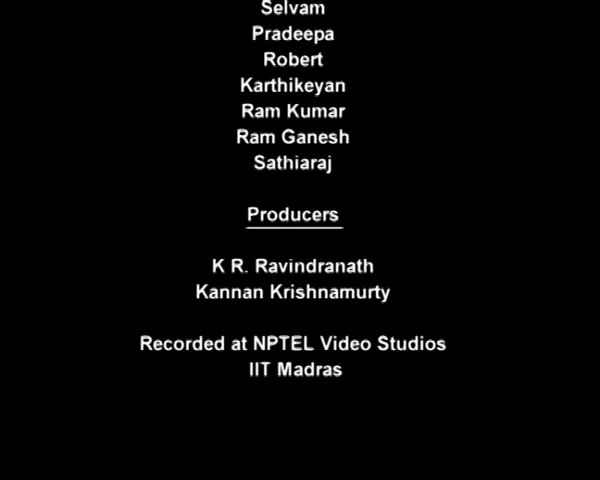 Selvam
Pradeepa
Robert
Karthikeyan
Ram Kumar
Ram Ganesh
Sathiaraj
Producers
K R. Ravindranath
Kannan Krishnamurty
Recorded at NPTEL Video Studios
IIT Madras